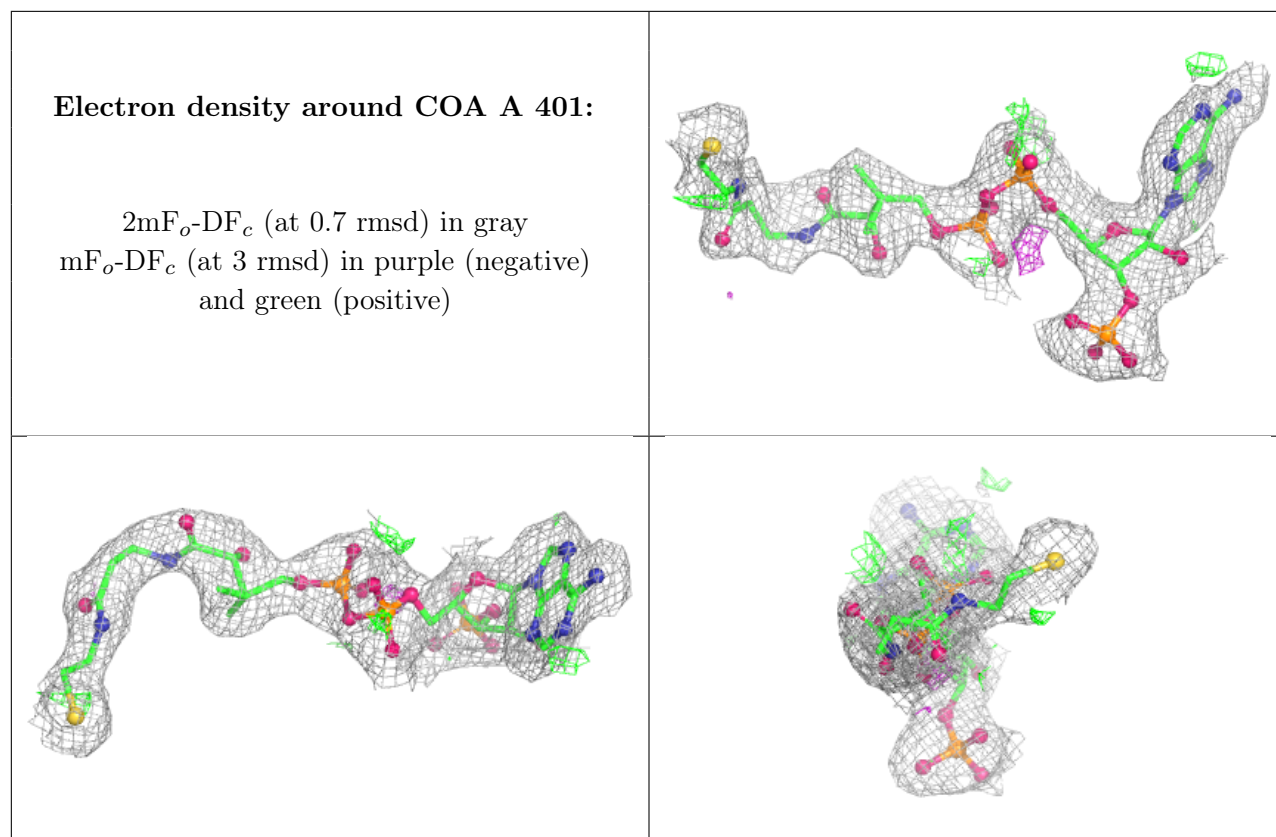 Electron density around COA A 401:
2mFₒ-DF𝒸 (at 0.7 rmsd) in gray
mFₒ-DF𝒸 (at 3 rmsd) in purple (negative)
and green (positive)